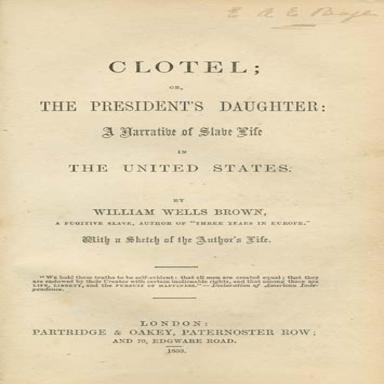 CLOTEL;
OR,
THE PRESIDENT'S DAUGHTER:
A Narrative of Slave Life
IN
THE UNITED STATES.
BY
WILLIAM WELLS BROWN,
A FUGITIVE SLAVE, AUTHOR OF "THREE YEARS IN EUROPE."
With a Sketch of the Author's Life.
"We hold these truths to be self-evident: that all men are created equal; that they
are endowed by their Creator with certain inalienable rights, and that among these are
LIFE, LIBERTY, and the PURSUIT OF HAPPINESS."—Declaration of American Inde-
pendence.
LONDON:
PARTRIDGE & OAKEY, PATERNOSTER ROW;
AND 70, EDGWARE ROAD.
1853.